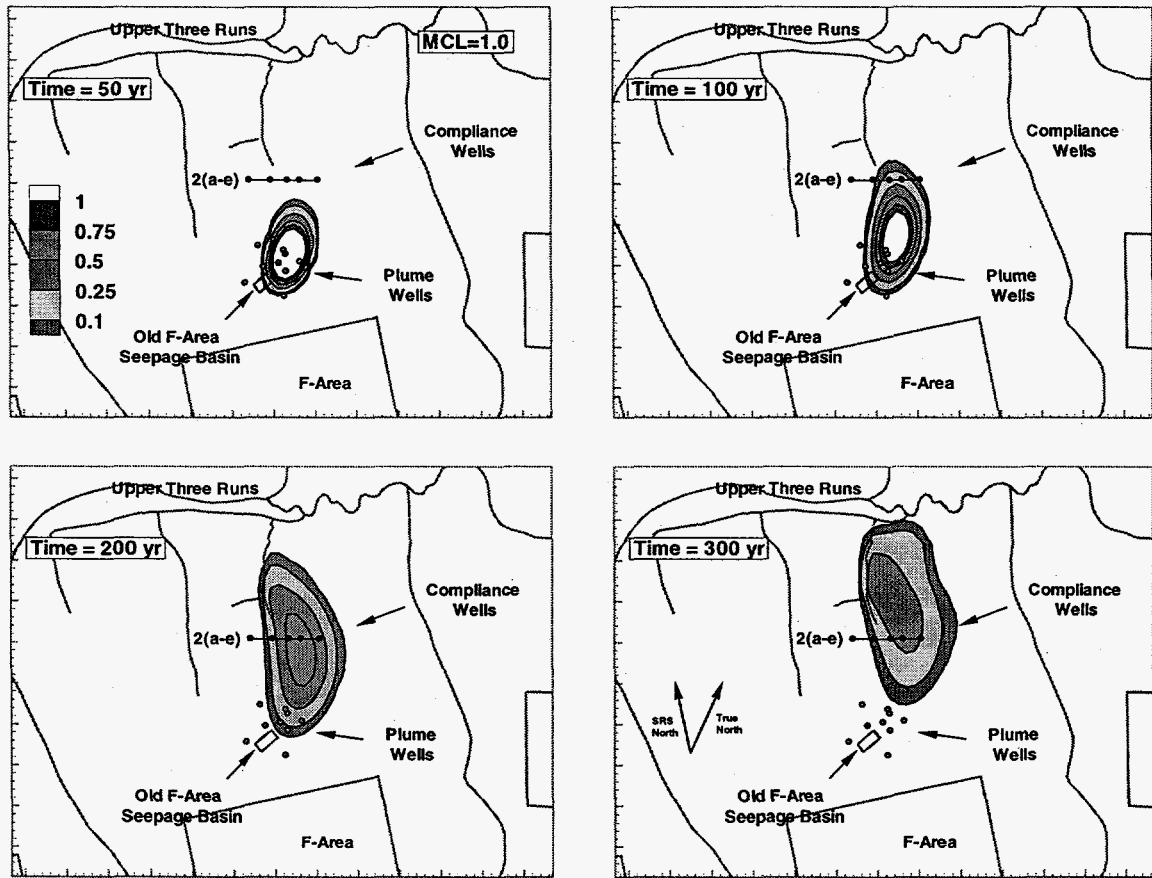 Upper Three Runs
MCL=1.0
Time = 50 yr
Compliance
Wells
2(a-e)
1
0.75
0.5
0.25
0.1
Plume
Wells
Old F-Area
Seepage Basin
F-Area
Upper Three Runs
Time = 100 yr
Compliance
Wells
2(a-e)
Plume
Wells
Old F-Area
Seepage Basin
F-Area
Upper Three Runs
Time = 200 yr
Compliance
Wells
2(a-e)
Plume
Wells
Old F-Area
Seepage Basin
F-Area
Upper Three Runs
Time = 300 yr
Compliance
Wells
2(a-e)
SRS
North
True
North
Plume
Wells
Old F-Area
Seepage Basin
F-Area